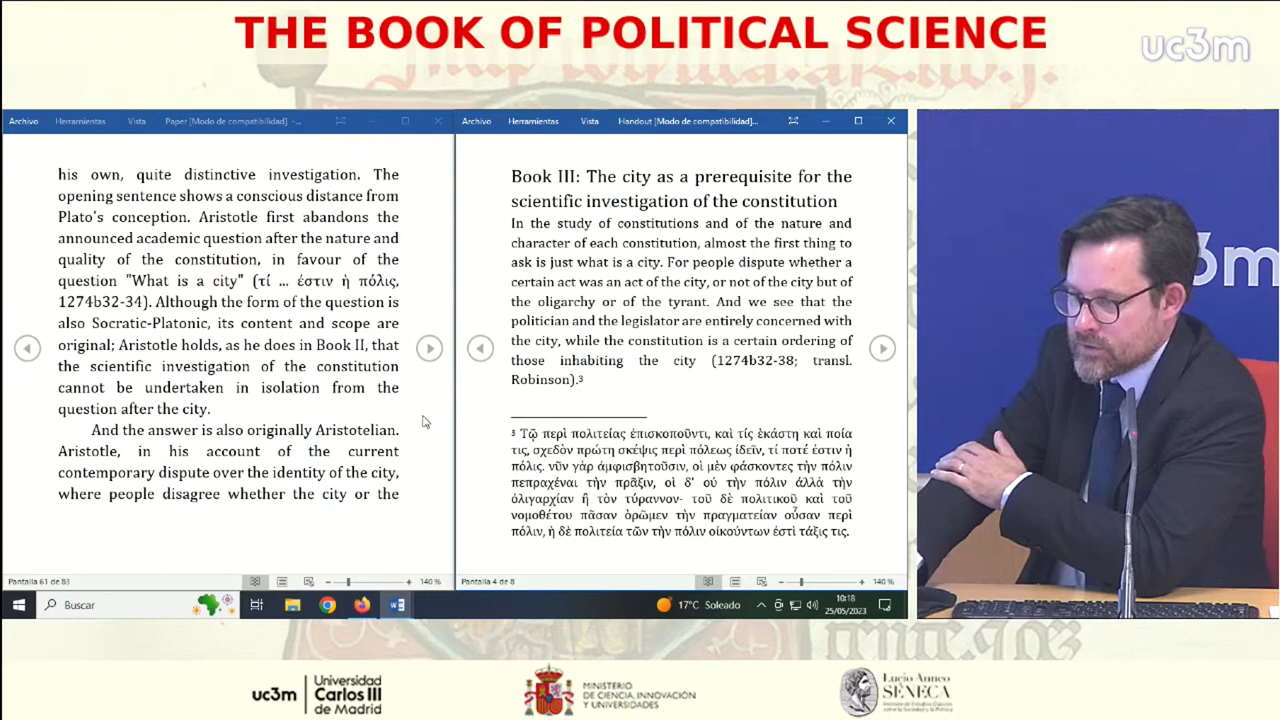 THE BOOK OF POLITICAL SCIENCE
uc3m
Archivo Herramientas Vista Paper [Modo de compatibilidad] -...
his own, quite distinctive investigation. The
opening sentence shows a conscious distance from
Plato's conception. Aristotle first abandons the
announced academic question after the nature and
quality of the constitution, in favour of the
question "What is a city" (τί ... ἐστιν ἡ πόλις,
1274b32-34). Although the form of the question is
also Socratic-Platonic, its content and scope are
original; Aristotle holds, as he does in Book II, that
the scientific investigation of the constitution
cannot be undertaken in isolation from the
question after the city.
And the answer is also originally Aristotelian.
Aristotle, in his account of the current
contemporary dispute over the identity of the city,
where people disagree whether the city or the
Pantalla 61 de 83
140 %
Archivo Herramientas Vista Handout [Modo de compatibilidad]...
Book III: The city as a prerequisite for the
scientific investigation of the constitution
In the study of constitutions and of the nature and
character of each constitution, almost the first thing to
ask is just what is a city. For people dispute whether a
certain act was an act of the city, or not of the city but of
the oligarchy or of the tyrant. And we see that the
politician and the legislator are entirely concerned with
the city, while the constitution is a certain ordering of
those inhabiting the city (1274b32-38; transl.
Robinson).³
³ Τῷ περὶ πολιτείας ἐπισκοποῦντι, καὶ τίς ἑκάστη καὶ ποία
τις, σχεδὸν πρώτη σκέψις περὶ πόλεως ἰδεῖν, τί ποτέ ἐστιν ἡ
πόλις. νῦν γὰρ ἀμφισβητοῦσιν, οἱ μὲν φάσκοντες τὴν πόλιν
πεπραχέναι τὴν πρᾶξιν, οἱ δ' οὐ τὴν πόλιν ἀλλὰ τὴν
ὀλιγαρχίαν ἢ τὸν τύραννον· τοῦ δὲ πολιτικοῦ καὶ τοῦ
νομοθέτου πᾶσαν ὁρῶμεν τὴν πραγματείαν οὖσαν περὶ
πόλιν, ἡ δὲ πολιτεία τῶν τὴν πόλιν οἰκούντων ἐστὶ τάξις τις.
Pantalla 4 de 8
140 %
Buscar
17°C Soleado
10:18
25/05/2023
3m
uc3m
Universidad
Carlos III
de Madrid
MINISTERIO
DE CIENCIA, INNOVACIÓN
Y UNIVERSIDADES
Lucio Anneo
SÉNECA